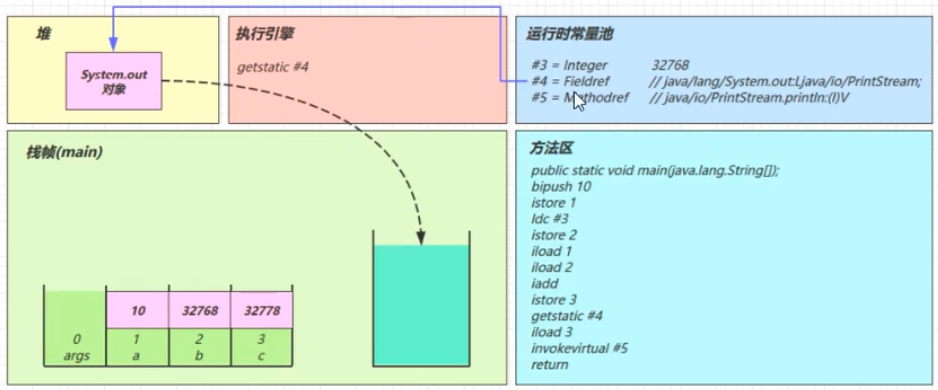 堆
System.out
对象
执行引擎
getstatic #4
运行时常量池
#3 = Integer 32768
#4 = Fieldref // java/lang/System.out:Ljava/io/PrintStream;
#5 = Methodref // java/io/PrintStream.println:(I)V
栈帧(main)
10 32768 32778
0 1 2 3
args a b c
方法区
public static void main(java.lang.String[]);
bipush 10
istore 1
ldc #3
istore 2
iload 1
iload 2
iadd
istore 3
getstatic #4
iload 3
invokevirtual #5
return